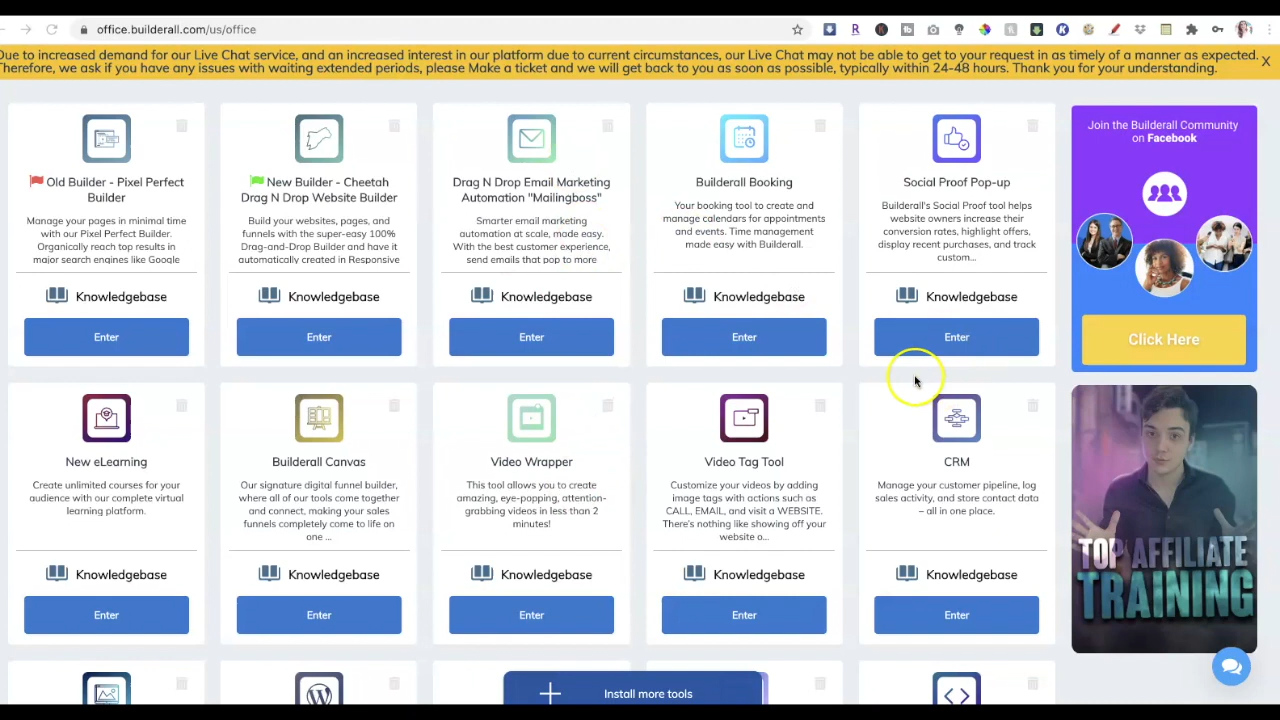 office.builderall.com/us/office
Due to increased demand for our Live Chat service, and an increased interest in our platform due to current circumstances, our Live Chat may not be able to get to your request in as timely of a manner as expected.
Therefore, we ask if you have any issues with waiting extended periods, please Make a ticket and we will get back to you as soon as possible, typically within 24-48 hours. Thank you for your understanding.
X
Old Builder - Pixel Perfect
Builder
Manage your pages in minimal time
with our Pixel Perfect Builder.
Organically reach top results in
major search engines like Google
Knowledgebase
Enter
New Builder - Cheetah
Drag N Drop Website Builder
Build your websites, pages, and
funnels with the super-easy 100%
Drag-and-Drop Builder and have it
automatically created in Responsive
Knowledgebase
Enter
Drag N Drop Email Marketing
Automation "Mailingboss"
Smarter email marketing
automation at scale, made easy.
With the best customer experience,
send emails that pop to more
Knowledgebase
Enter
Builderall Booking
Your booking tool to create and
manage calendars for appointments
and events. Time management
made easy with Builderall.
Knowledgebase
Enter
Social Proof Pop-up
Builderall's Social Proof tool helps
website owners increase their
conversion rates, highlight offers,
display recent purchases, and track
custom...
Knowledgebase
Enter
Join the Builderall Community
on Facebook
Click Here
New eLearning
Create unlimited courses for your
audience with our complete virtual
learning platform.
Knowledgebase
Enter
Builderall Canvas
Our signature digital funnel builder,
where all of our tools come together
and connect, making your sales
funnels completely come to life on
one ...
Knowledgebase
Enter
Video Wrapper
This tool allows you to create
amazing, eye-popping, attention-
grabbing videos in less than 2
minutes!
Knowledgebase
Enter
Video Tag Tool
Customize your videos by adding
image tags with actions such as
CALL, EMAIL, and visit a WEBSITE.
There's nothing like showing off your
website a...
Knowledgebase
Enter
CRM
Manage your customer pipeline, log
sales activity, and store contact data
– all in one place.
Knowledgebase
Enter
TOP AFFILIATE
TRAINING
Install more tools